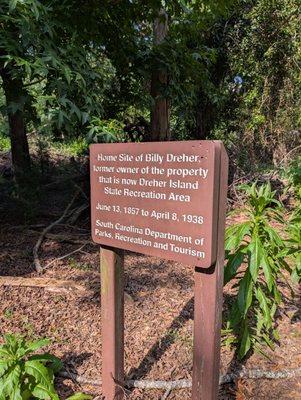 Home Site of Billy Dreher,
former owner of the property
that is now Dreher Island
State Recreation Area
June 13, 1857 to April 8, 1938
South Carolina Department of
Parks, Recreation and Tourism